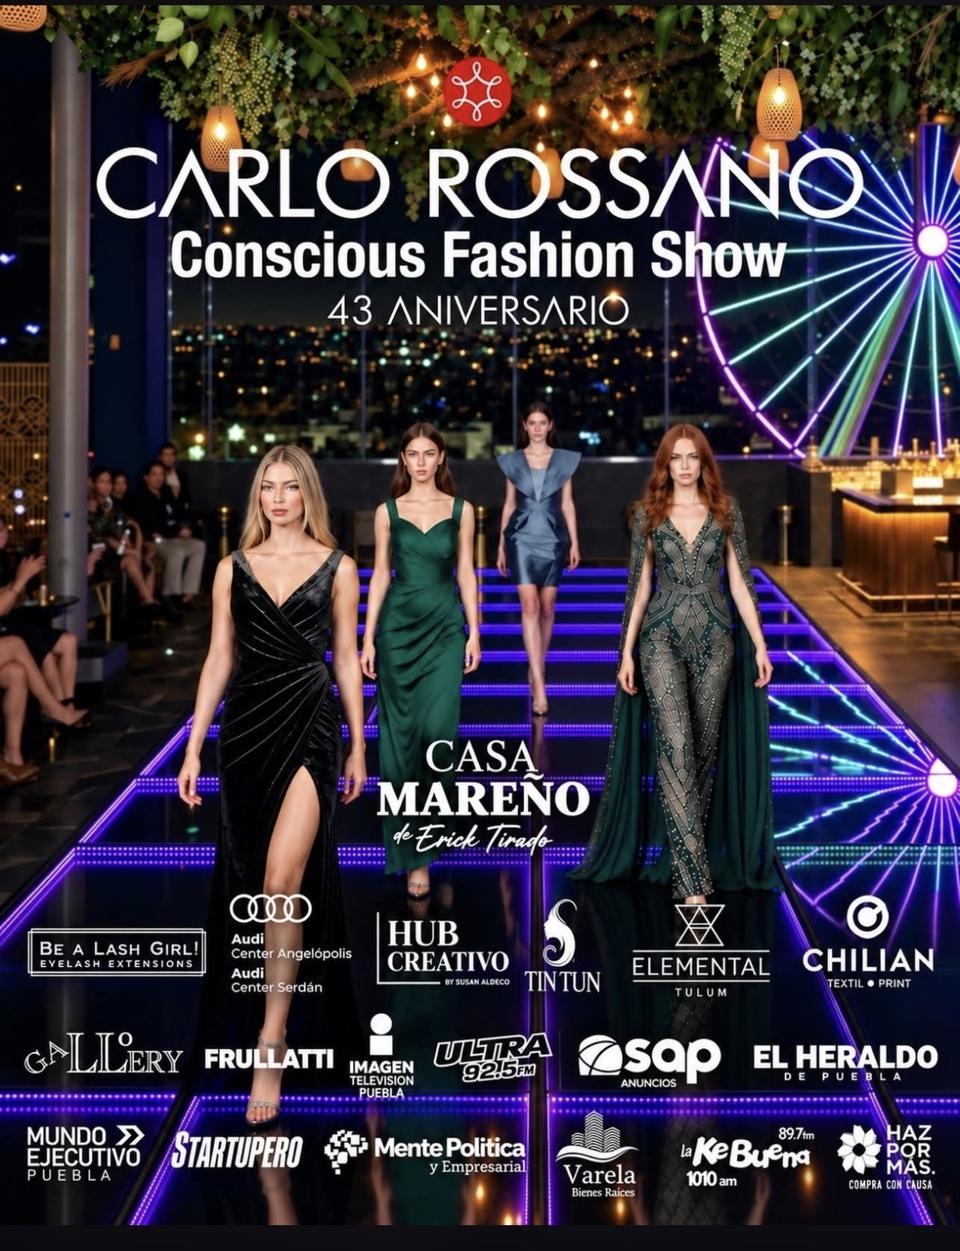 CARLO ROSSANO
Conscious Fashion Show
43 ANIVERSARIO
CASA
MAREÑO
de Erick Tirado
BE A LASH GIRL!
EYELASH EXTENSIONS
Audi
Center Angelópolis
Audi
Center Serdán
HUB
CREATIVO
BY SUSAN ALDECO
TIN TUN
ELEMENTAL
TULUM
CHILIAN
TEXTIL ● PRINT
GALLERY
FRULLATTI
IMAGEN
TELEVISION
PUEBLA
ULTRA
92.5 FM
sap
ANUNCIOS
EL HERALDO
DE PUEBLA
MUNDO
EJECUTIVO
PUEBLA
STARTUPERO
Mente Politica
y Empresarial
Varela
Bienes Raices
89.7fm
la KeBuena
1010 am
HAZ
POR
MÁS.
COMPRA CON CAUSA